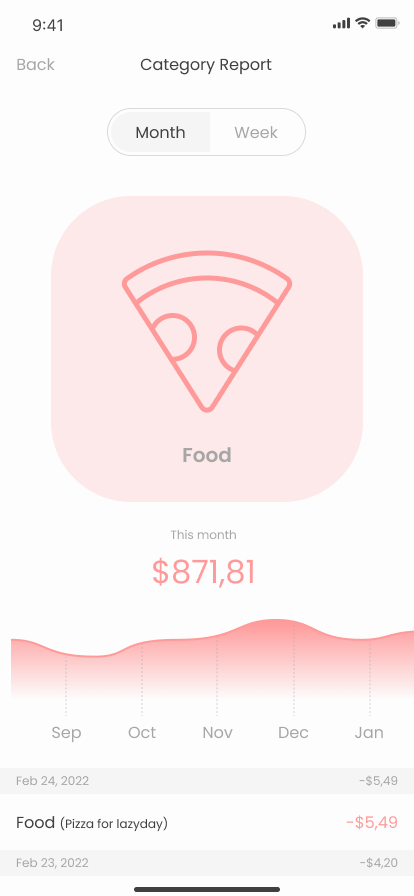 9:41
Back Category Report
Month Week
Food
This month
$871,81
Sep Oct Nov Dec Jan
Feb 24, 2022 -$5,49
Food (Pizza for lazyday) -$5,49
Feb 23, 2022 -$4,20